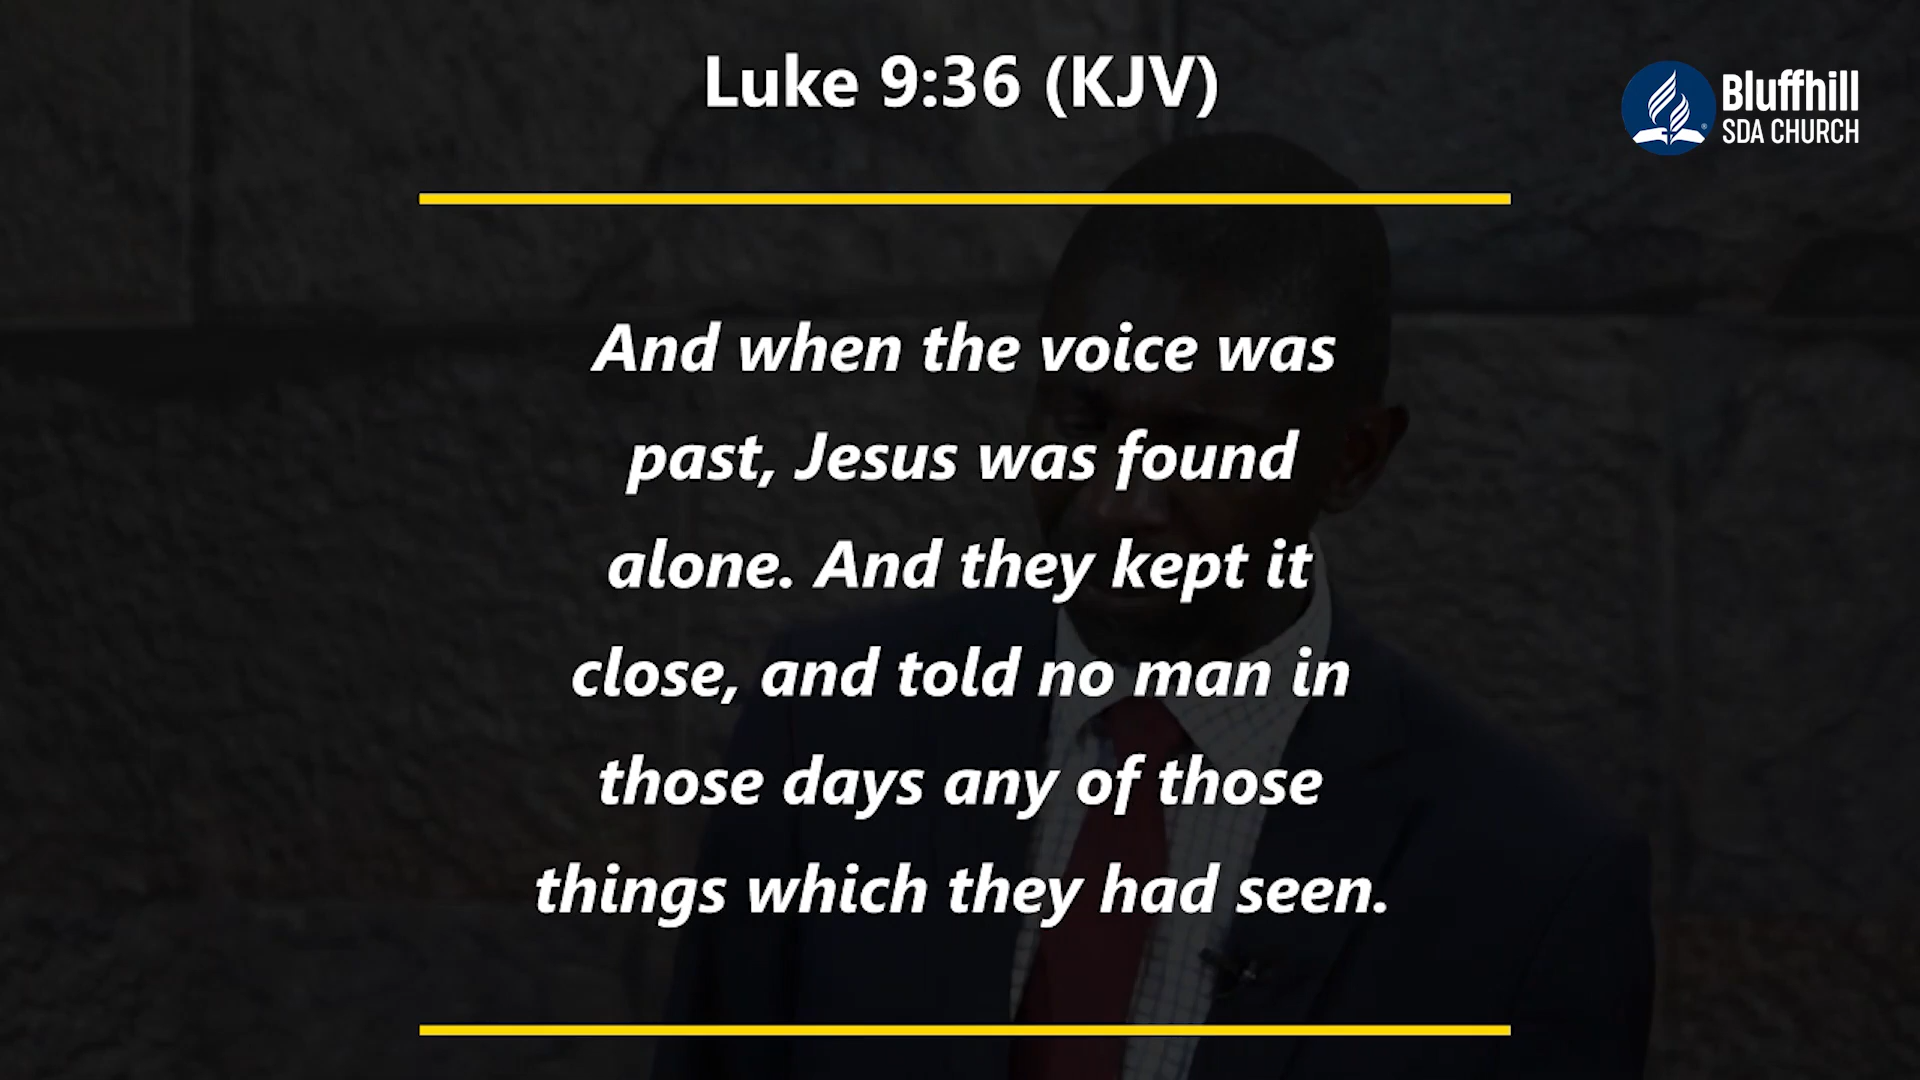 Luke 9:36 (KJV)
Bluffhill
SDA CHURCH
And when the voice was
past, Jesus was found
alone. And they kept it
close, and told no man in
those days any of those
things which they had seen.